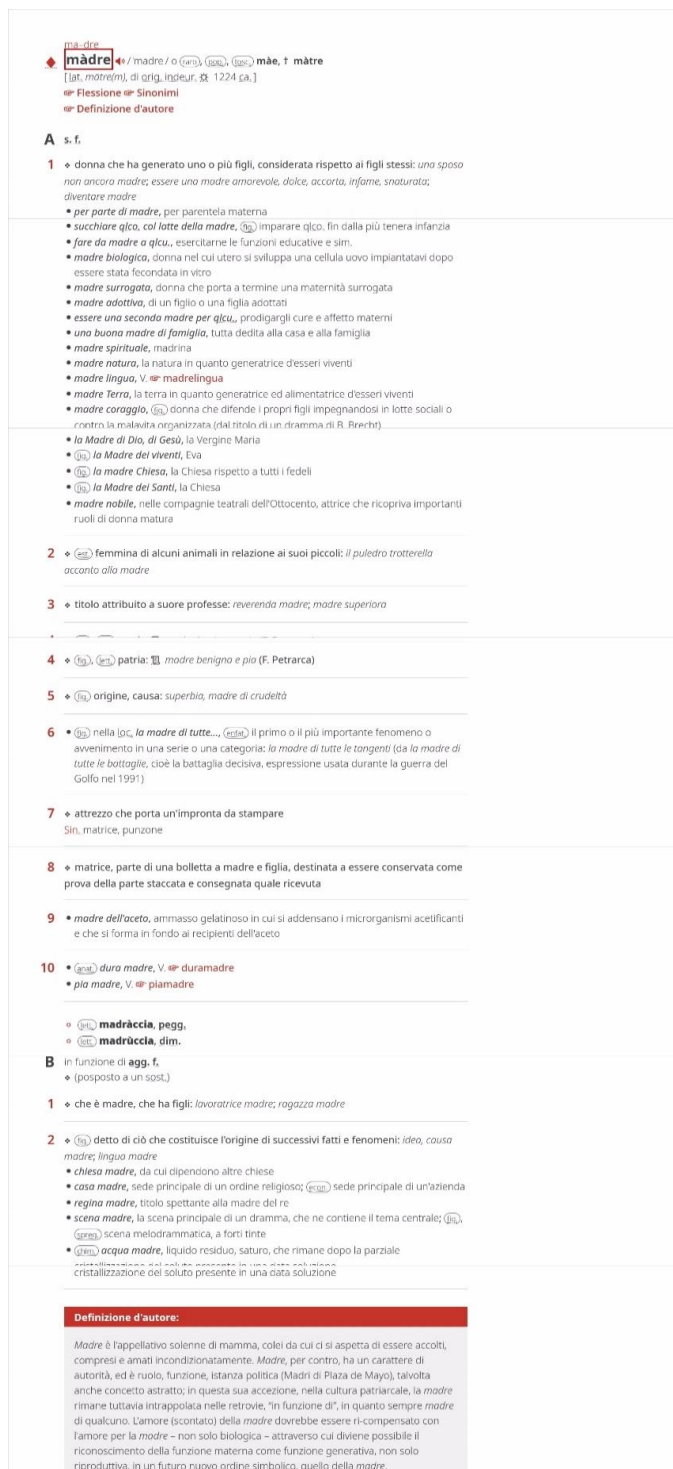 ma-dre
màdre /ˈmadre/ o (raro), (pop.), (tosc.) màe, † màtre
[lat. mātre(m), di orig. indeur. 1224 ca.]
Flessione Sinonimi
Definizione d'autore
A s. f.
1 donna che ha generato uno o più figli, considerata rispetto ai figli stessi: una sposa
non ancora madre; essere una madre amorevole, dolce, accorta, infame, snaturata;
diventare madre
• per parte di madre, per parentela materna
• succhiare qlco. col latte della madre, (fig.) imparare qlco. fin dalla più tenera infanzia
• fare da madre a qlcu., esercitarne le funzioni educative e sim.
• madre biologica, donna nel cui utero si sviluppa una cellula uovo impiantatavi dopo
essere stata fecondata in vitro
• madre surrogata, donna che porta a termine una maternità surrogata
• madre adottiva, di un figlio o una figlia adottati
• essere una seconda madre per qlcu., prodigargli cure e affetto materni
• una buona madre di famiglia, tutta dedita alla casa e alla famiglia
• madre spirituale, madrina
• madre natura, la natura in quanto generatrice d'esseri viventi
• madre lingua, V. madrelingua
• madre Terra, la terra in quanto generatrice ed alimentatrice d'esseri viventi
• madre coraggio, (fig.) donna che difende i propri figli impegnandosi in lotte sociali o
contro la malavita organizzata (dal titolo di un dramma di B. Brecht)
• la Madre di Dio, di Gesù, la Vergine Maria
• (fig.) la Madre dei viventi, Eva
• (fig.) la madre Chiesa, la Chiesa rispetto a tutti i fedeli
• (fig.) la Madre dei Santi, la Chiesa
• madre nobile, nelle compagnie teatrali dell'Ottocento, attrice che ricopriva importanti
ruoli di donna matura
2 (est.) femmina di alcuni animali in relazione ai suoi piccoli: il puledro trotterella
accanto alla madre
3 titolo attribuito a suore professe: reverenda madre; madre superiora
4 (fig.), (lett.) patria: madre benigna e pia (F. Petrarca)
5 (fig.) origine, causa: superbia, madre di crudeltà
6 • (fig.) nella loc. la madre di tutte..., (enfat.) il primo o il più importante fenomeno o
avvenimento in una serie o una categoria: la madre di tutte le tangenti (da la madre di
tutte le battaglie, cioè la battaglia decisiva, espressione usata durante la guerra del
Golfo nel 1991)
7 attrezzo che porta un'impronta da stampare
Sin. matrice, punzone
8 matrice, parte di una bolletta a madre e figlia, destinata a essere conservata come
prova della parte staccata e consegnata quale ricevuta
9 • madre dell'aceto, ammasso gelatinoso in cui si addensano i microrganismi acetificanti
e che si forma in fondo ai recipienti dell'aceto
10 • (anat.) dura madre, V. duramadre
• pia madre, V. piamadre
(lett.) madràccia, pegg.
(lett.) madrùccia, dim.
B in funzione di agg. f.
(posposto a un sost.)
1 che è madre, che ha figli: lavoratrice madre; ragazza madre
2 (fig.) detto di ciò che costituisce l'origine di successivi fatti e fenomeni: idea, causa
madre; lingua madre
• chiesa madre, da cui dipendono altre chiese
• casa madre, sede principale di un ordine religioso; (econ.) sede principale di un'azienda
• regina madre, titolo spettante alla madre del re
• scena madre, la scena principale di un dramma, che ne contiene il tema centrale; (fig.),
(spreg.) scena melodrammatica, a forti tinte
• (chim.) acqua madre, liquido residuo, saturo, che rimane dopo la parziale
cristallizzazione del soluto presente in una data soluzione
Definizione d'autore:
Madre è l'appellativo solenne di mamma, colei da cui ci si aspetta di essere accolti,
compresi e amati incondizionatamente. Madre, per contro, ha un carattere di
autorità, ed è ruolo, funzione, istanza politica (Madri di Plaza de Mayo), talvolta
anche concetto astratto; in questa sua accezione, nella cultura patriarcale, la madre
rimane tuttavia intrappolata nelle retrovie, "in funzione di", in quanto sempre madre
di qualcuno. L'amore (scontato) della madre dovrebbe essere ri-compensato con
l'amore per la madre – non solo biologica – attraverso cui diviene possibile il
riconoscimento della funzione materna come funzione generativa, non solo
riproduttiva, in un futuro nuovo ordine simbolico, quello della madre.